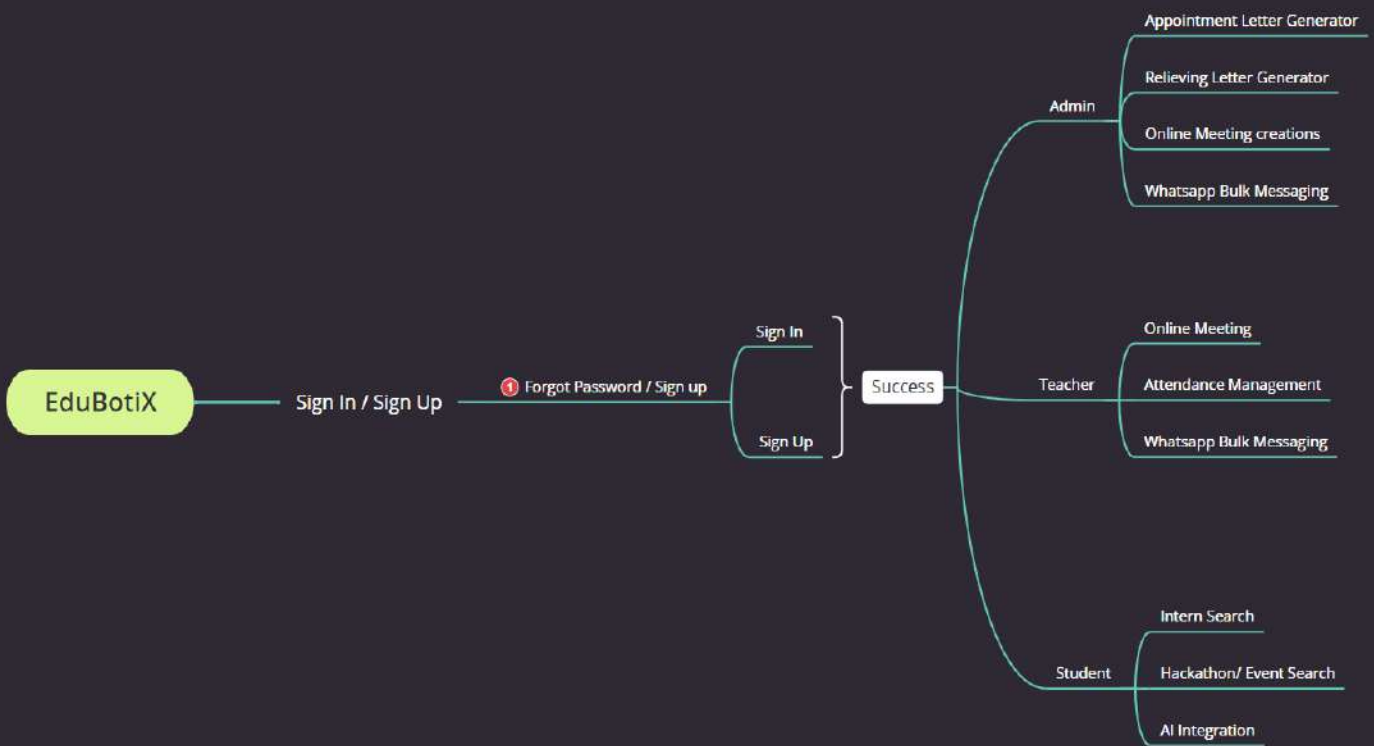 EduBotiX
Sign In / Sign Up
1 Forgot Password / Sign up
Sign In
Sign Up
Success
Admin
Appointment Letter Generator
Relieving Letter Generator
Online Meeting creations
Whatsapp Bulk Messaging
Teacher
Online Meeting
Attendance Management
Whatsapp Bulk Messaging
Student
Intern Search
Hackathon/ Event Search
AI Integration